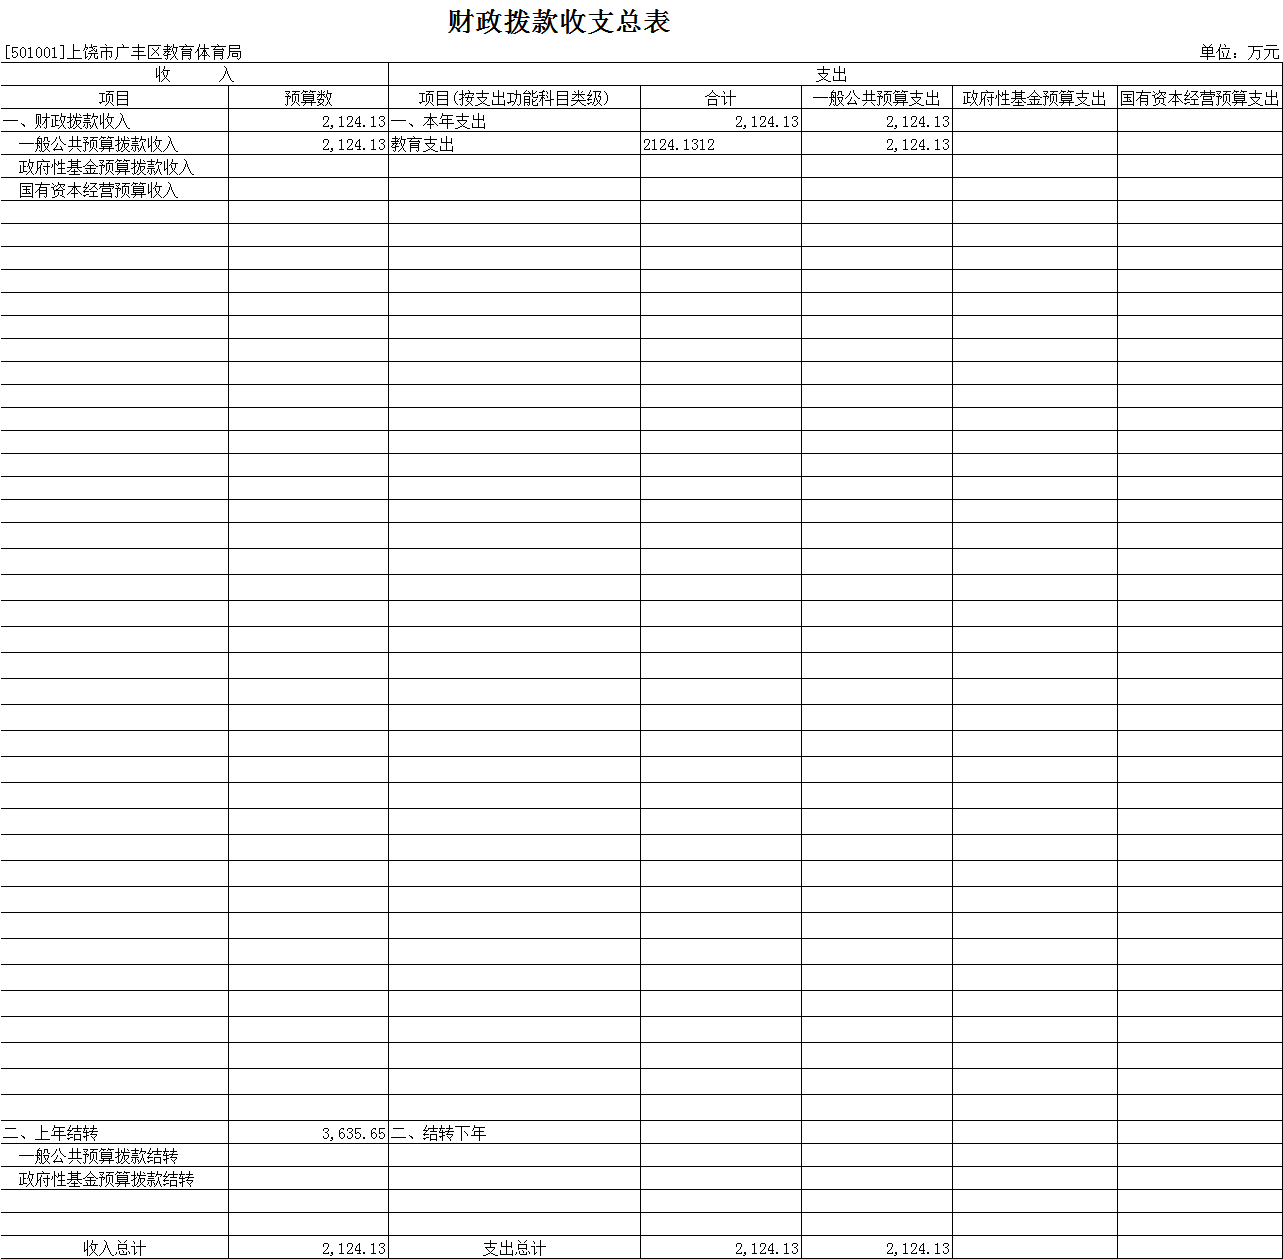 财政拨款收支总表
[501001]上饶市广丰区教育体育局 单位：万元
收 入 支出
项目 预算数 项目(按支出功能科目类级) 合计 一般公共预算支出 政府性基金预算支出 国有资本经营预算支出
一、财政拨款收入 2,124.13 一、本年支出 2,124.13 2,124.13
一般公共预算拨款收入 2,124.13 教育支出 2124.1312 2,124.13
政府性基金预算拨款收入
国有资本经营预算收入
二、上年结转 3,635.65 二、结转下年
一般公共预算拨款结转
政府性基金预算拨款结转
收入总计 2,124.13 支出总计 2,124.13 2,124.13